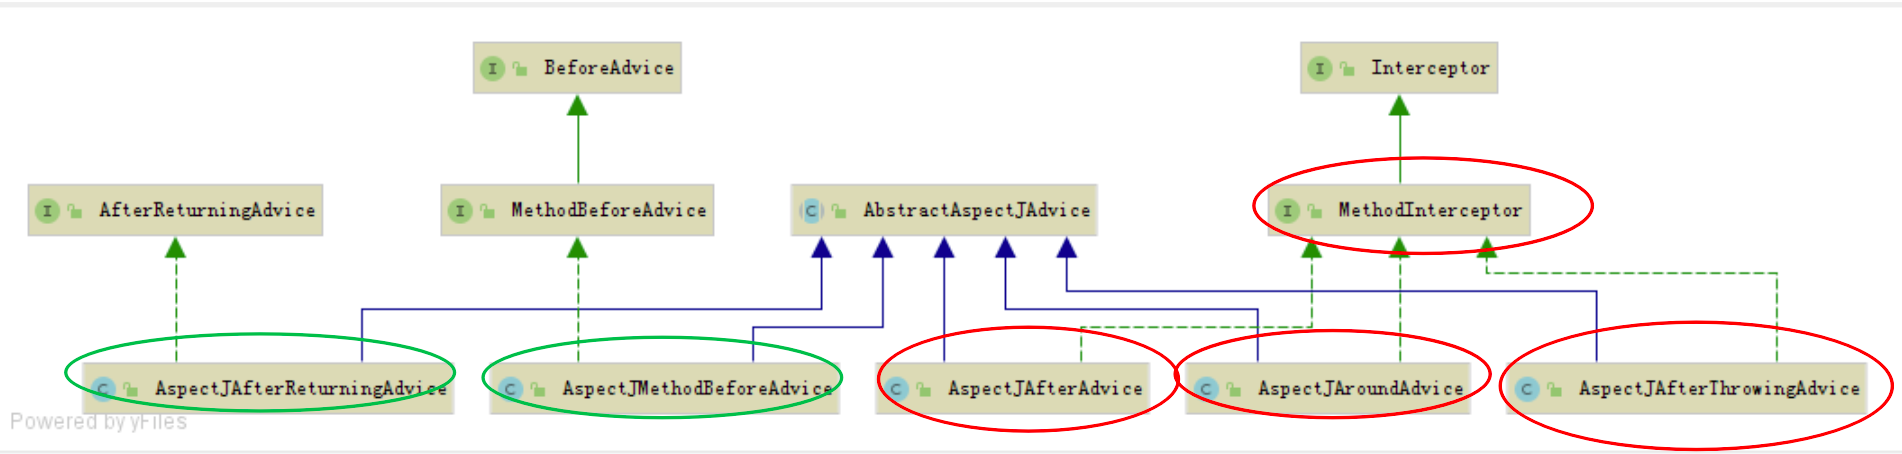 I BeforeAdvice
I Interceptor
I AfterReturningAdvice
I MethodBeforeAdvice
C AbstractAspectJAdvice
I MethodInterceptor
C AspectJAfterReturningAdvice
C AspectJMethodBeforeAdvice
C AspectJAfterAdvice
C AspectJAroundAdvice
C AspectJAfterThrowingAdvice
Powered by yFiles